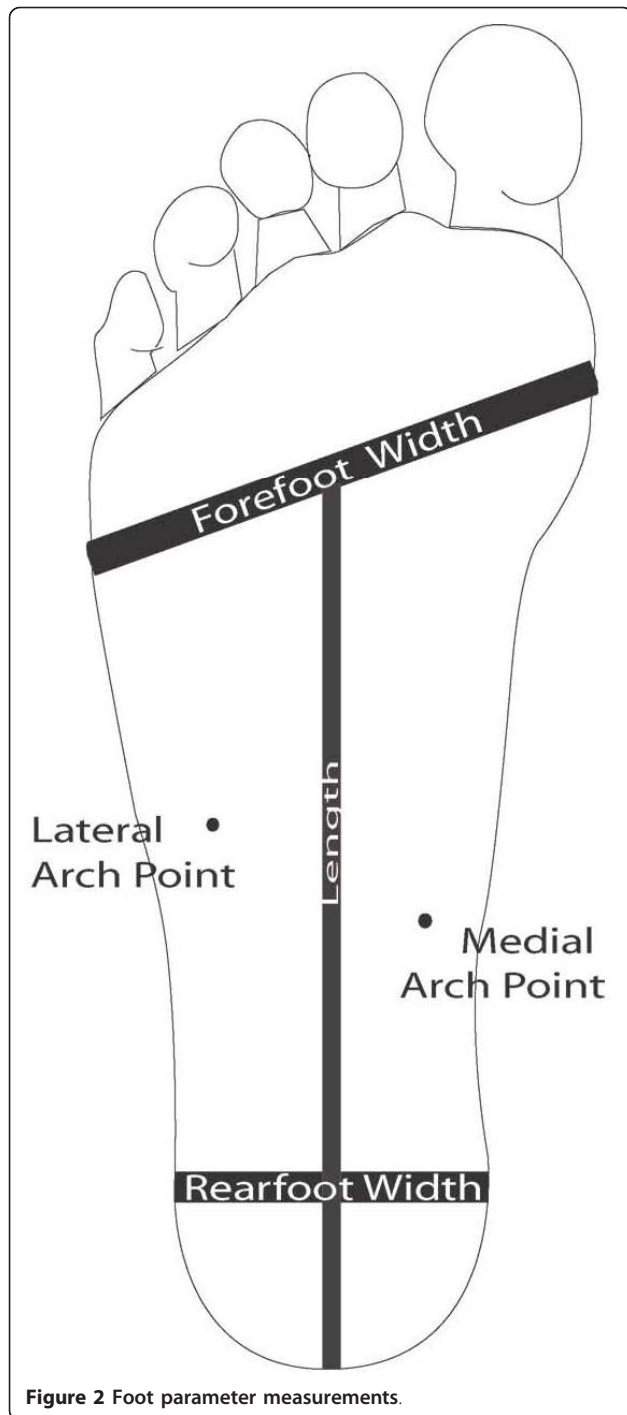 Forefoot Width
Length
Lateral
Arch Point
Medial
Arch Point
Rearfoot Width
Figure 2 Foot parameter measurements.